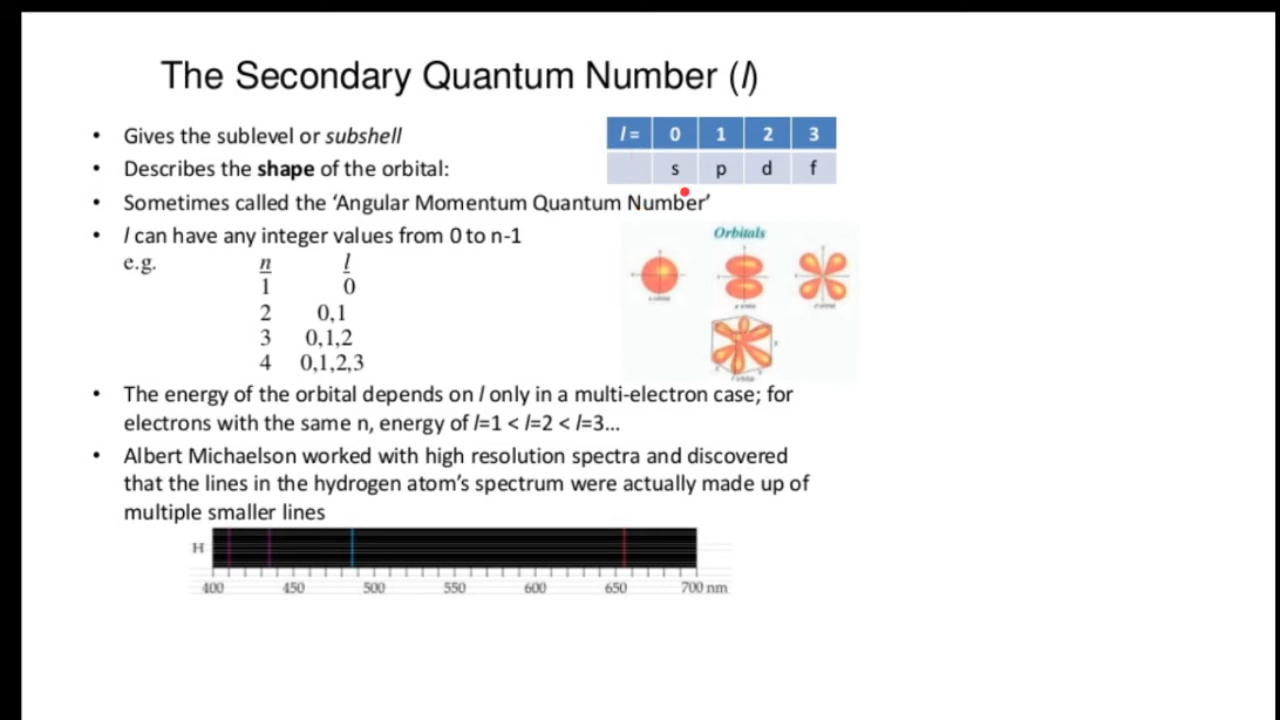 The Secondary Quantum Number (l)
• Gives the sublevel or subshell
l = 0 1 2 3
s p d f
• Describes the shape of the orbital:
• Sometimes called the ‘Angular Momentum Quantum Number’
• l can have any integer values from 0 to n-1
Orbitals
e.g. n l
1 0
2 0,1
3 0,1,2
4 0,1,2,3
• The energy of the orbital depends on l only in a multi-electron case; for
electrons with the same n, energy of l=1 < l=2 < l=3...
• Albert Michaelson worked with high resolution spectra and discovered
that the lines in the hydrogen atom’s spectrum were actually made up of
multiple smaller lines
H
400 450 500 550 600 650 700 nm